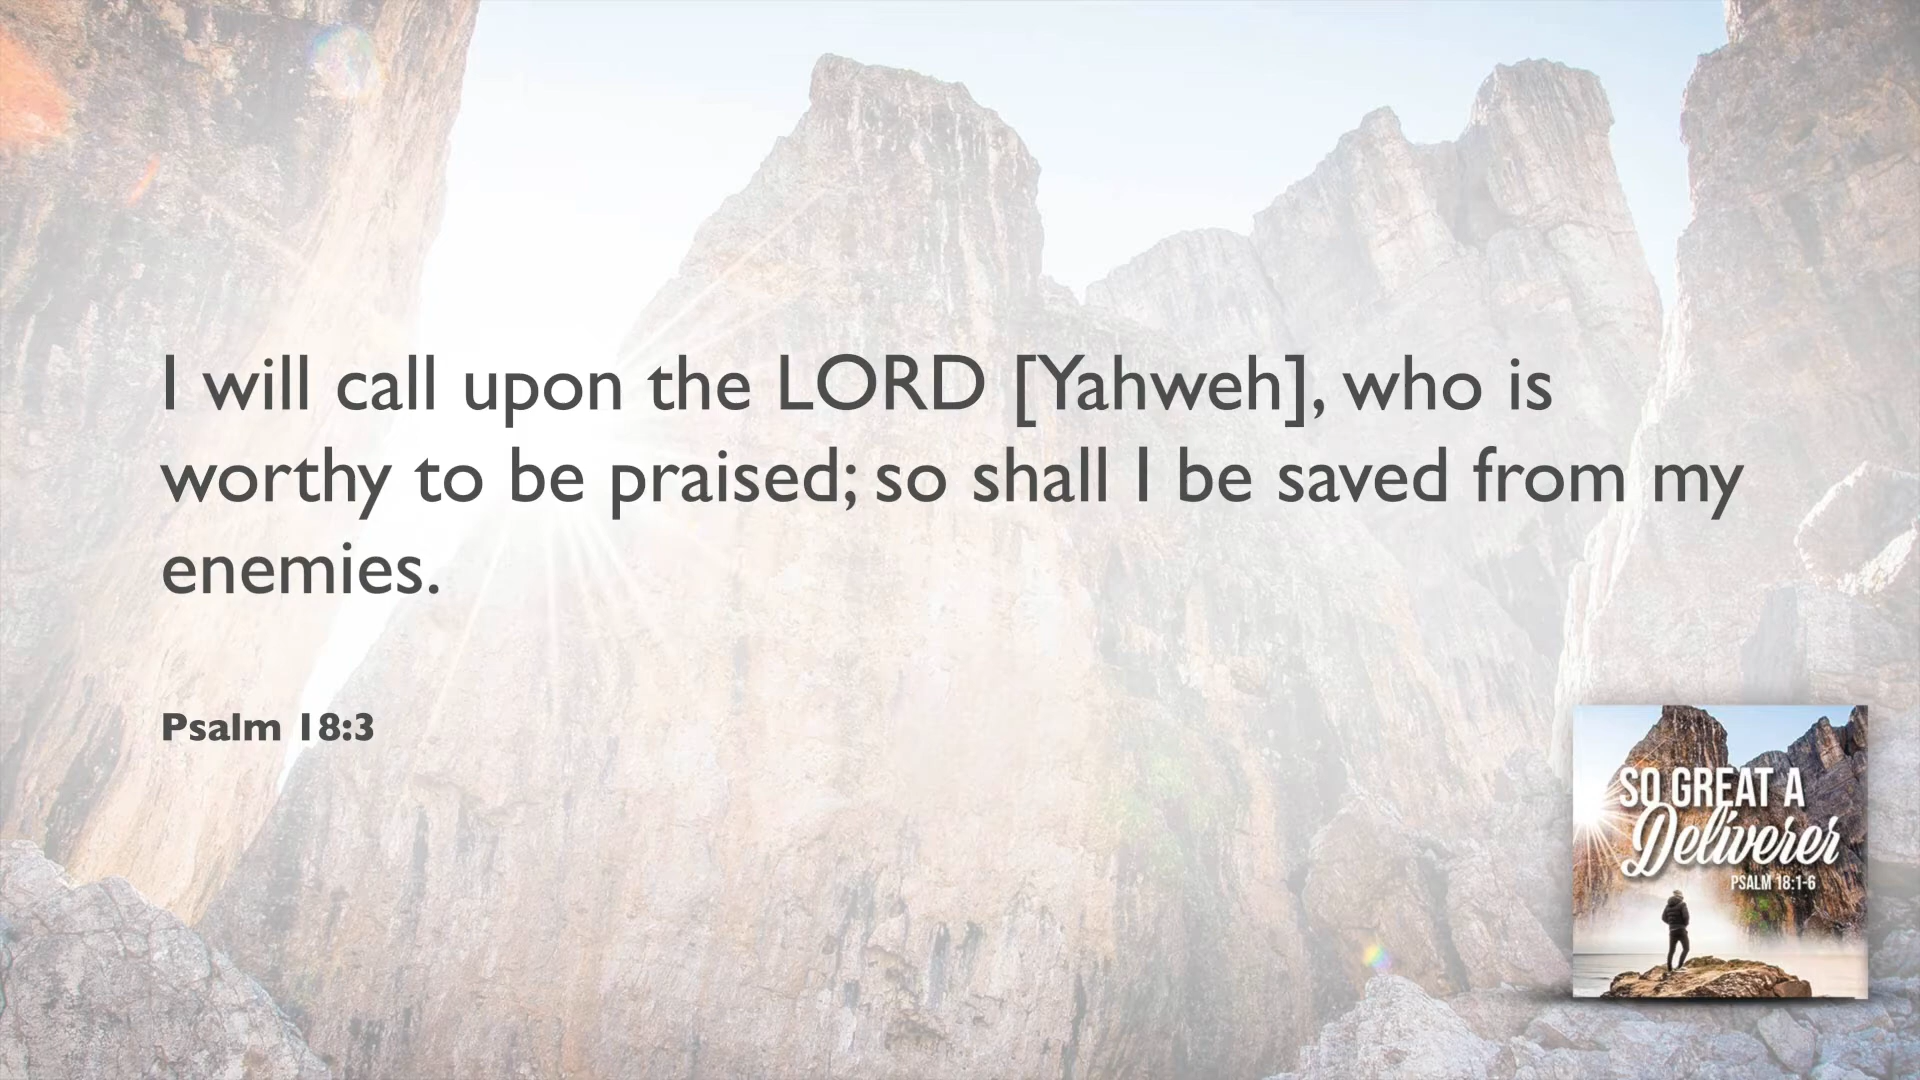 I will call upon the LORD [Yahweh], who is
worthy to be praised; so shall I be saved from my
enemies.
Psalm 18:3
SO GREAT A
Deliverer
PSALM 18:1-6